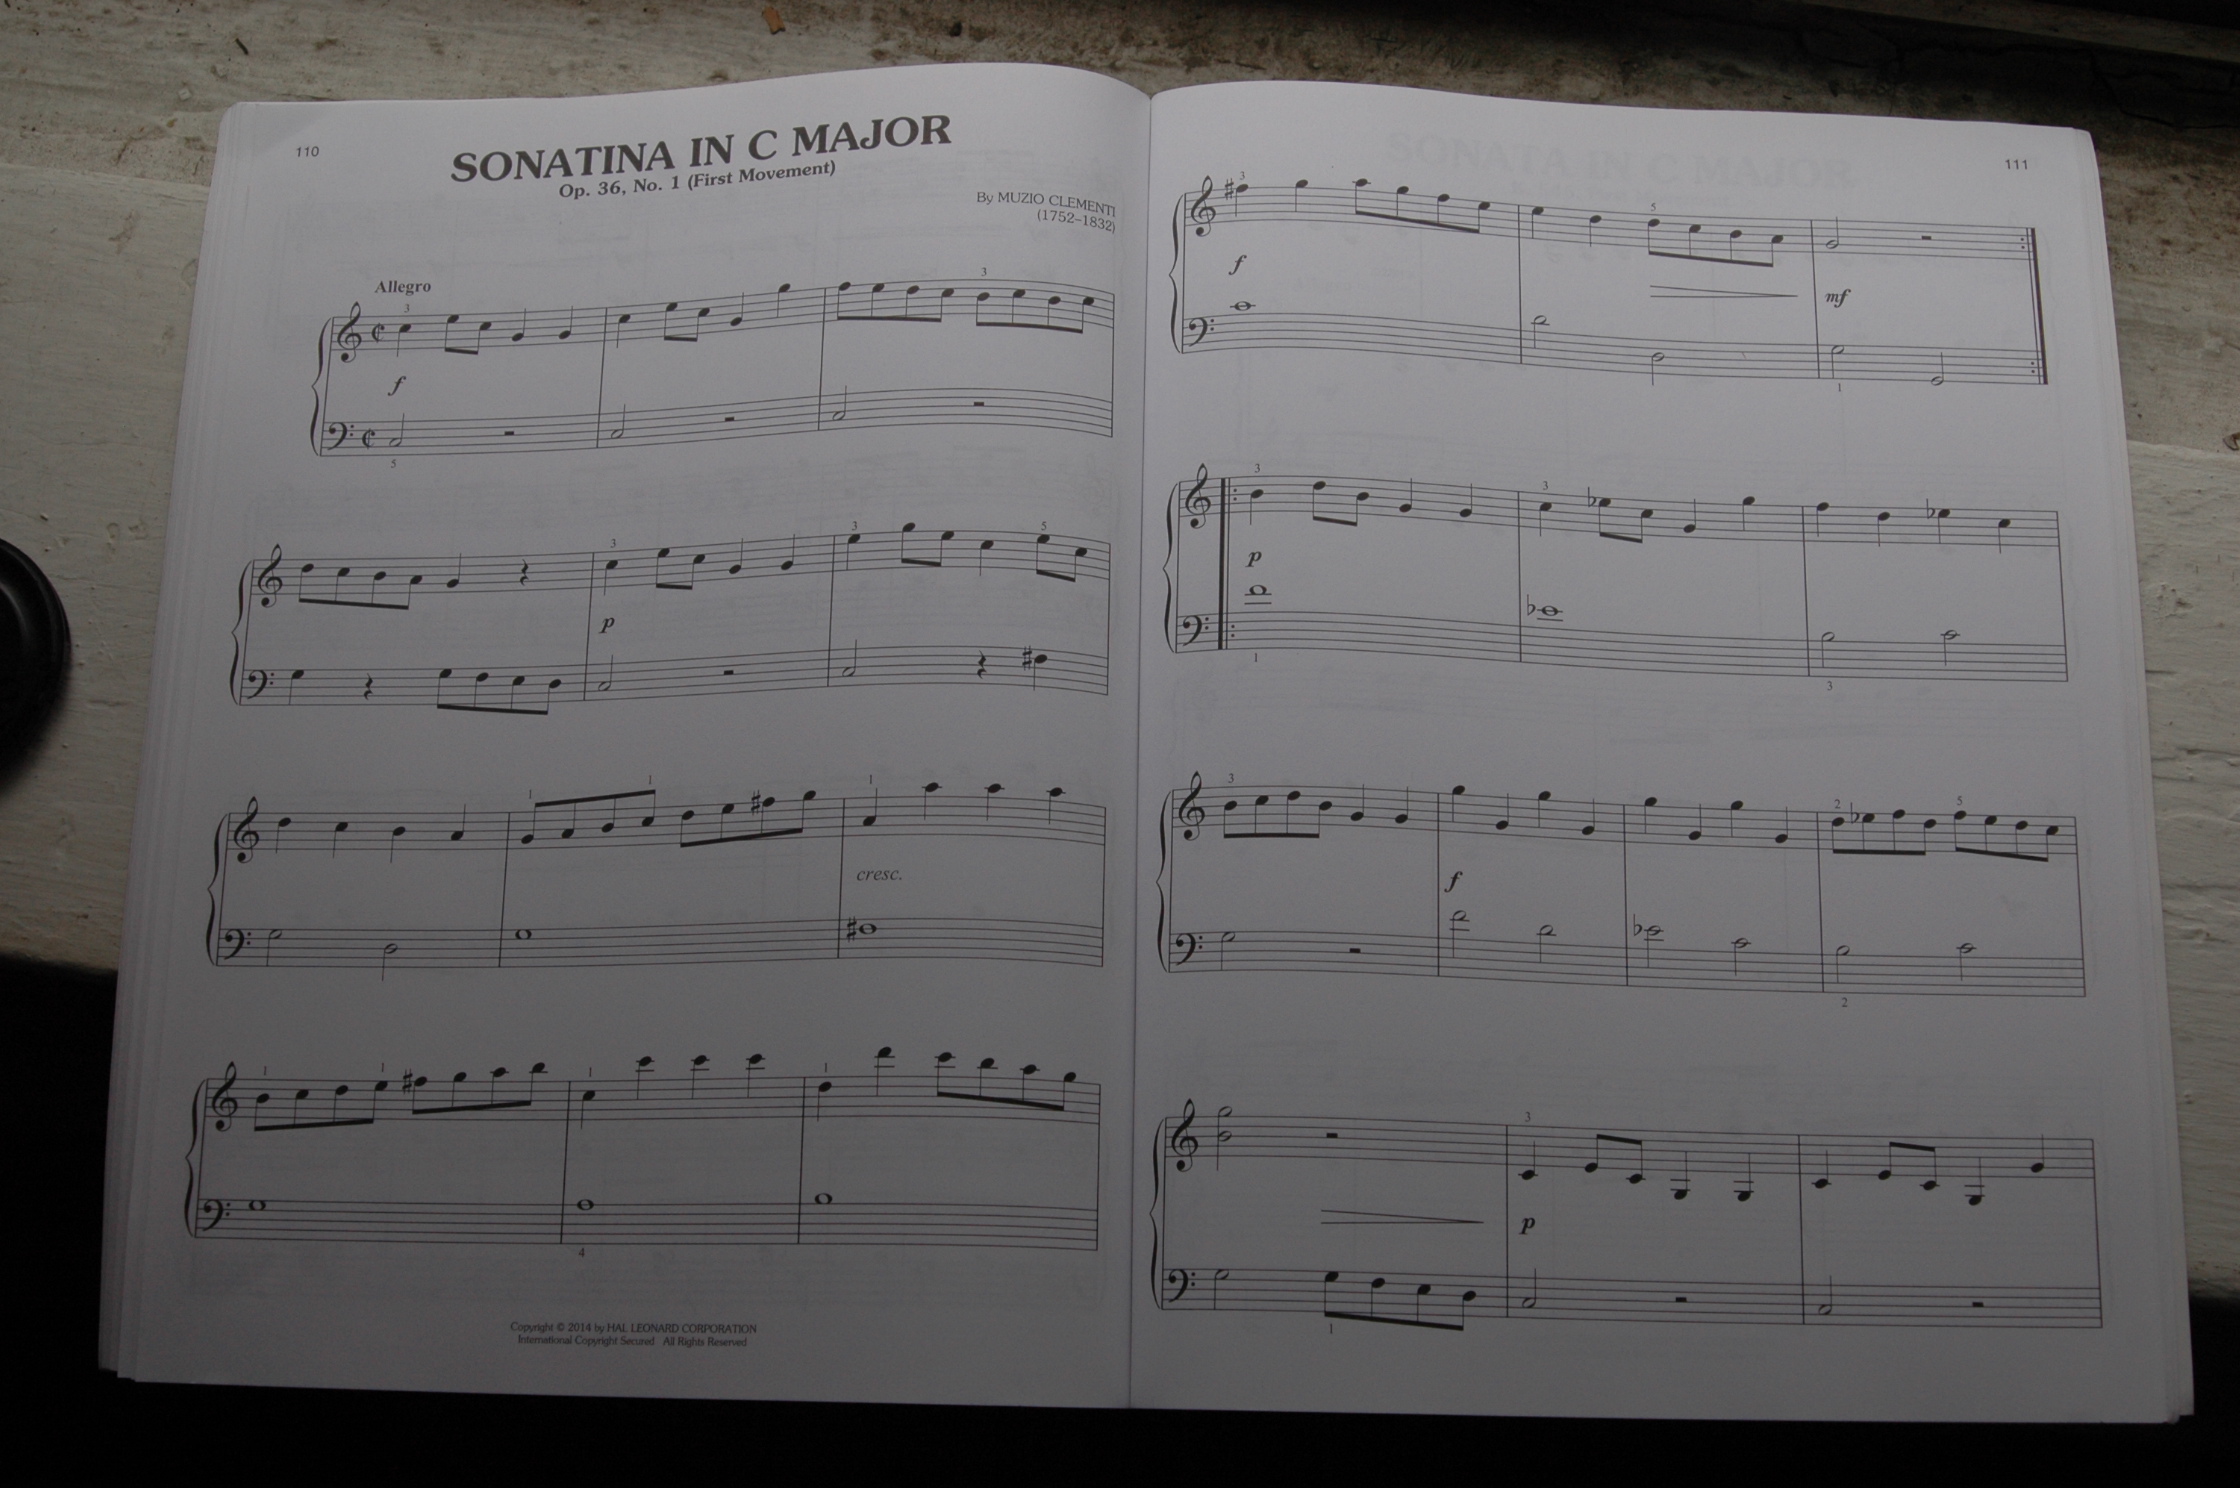 110
SONATINA IN C MAJOR
Op. 36, No. 1 (First Movement)
By MUZIO CLEMENTI
(1752–1832)
Allegro
3
3
f
5
3
3
5
p
1
1
1
cresc.
1
1
1
1
4
Copyright © 2014 by HAL LEONARD CORPORATION
International Copyright Secured All Rights Reserved
111
3
5
f
mf
1
3
3
p
1
3
3
2
5
f
2
3
p
1